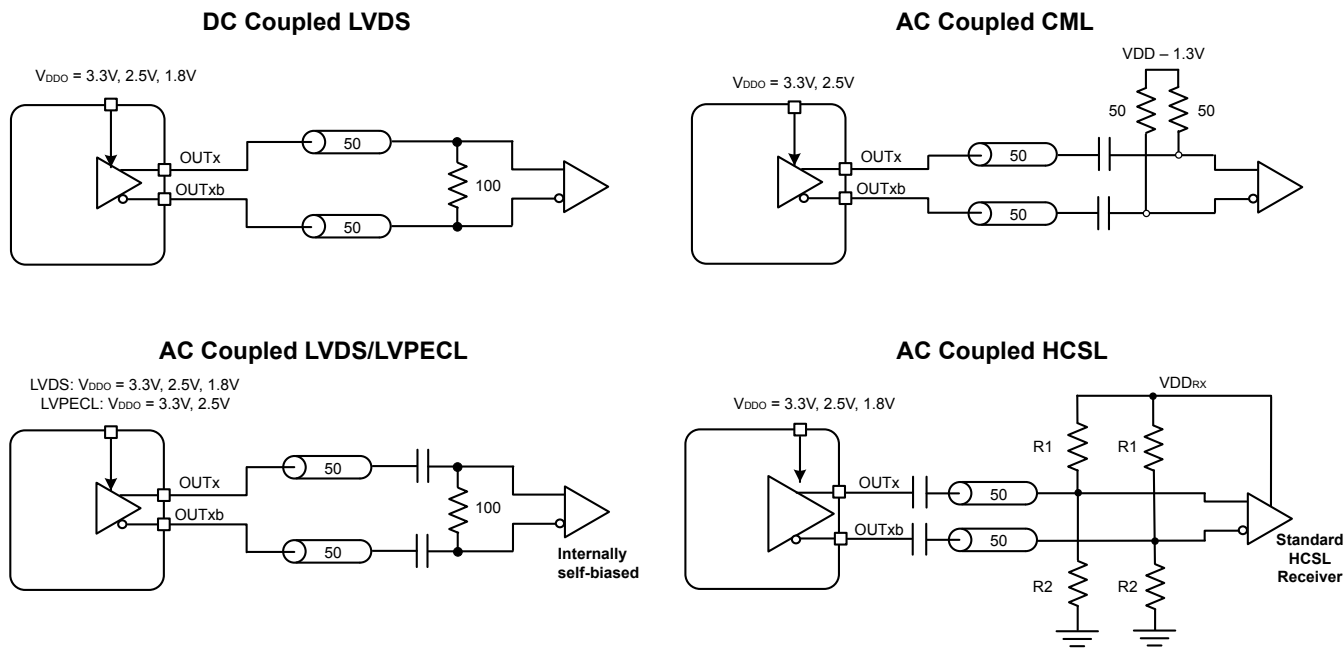 DC Coupled LVDS
VDDO = 3.3V, 2.5V, 1.8V
OUTx
OUTxb
50
50
100
AC Coupled CML
VDD – 1.3V
VDDO = 3.3V, 2.5V
50
50
OUTx
OUTxb
50
50
AC Coupled LVDS/LVPECL
LVDS: VDDO = 3.3V, 2.5V, 1.8V
LVPECL: VDDO = 3.3V, 2.5V
OUTx
OUTxb
50
50
100
Internally
self-biased
AC Coupled HCSL
VDDRX
VDDO = 3.3V, 2.5V, 1.8V
R1
R1
OUTx
OUTxb
50
50
R2
R2
Standard
HCSL
Receiver